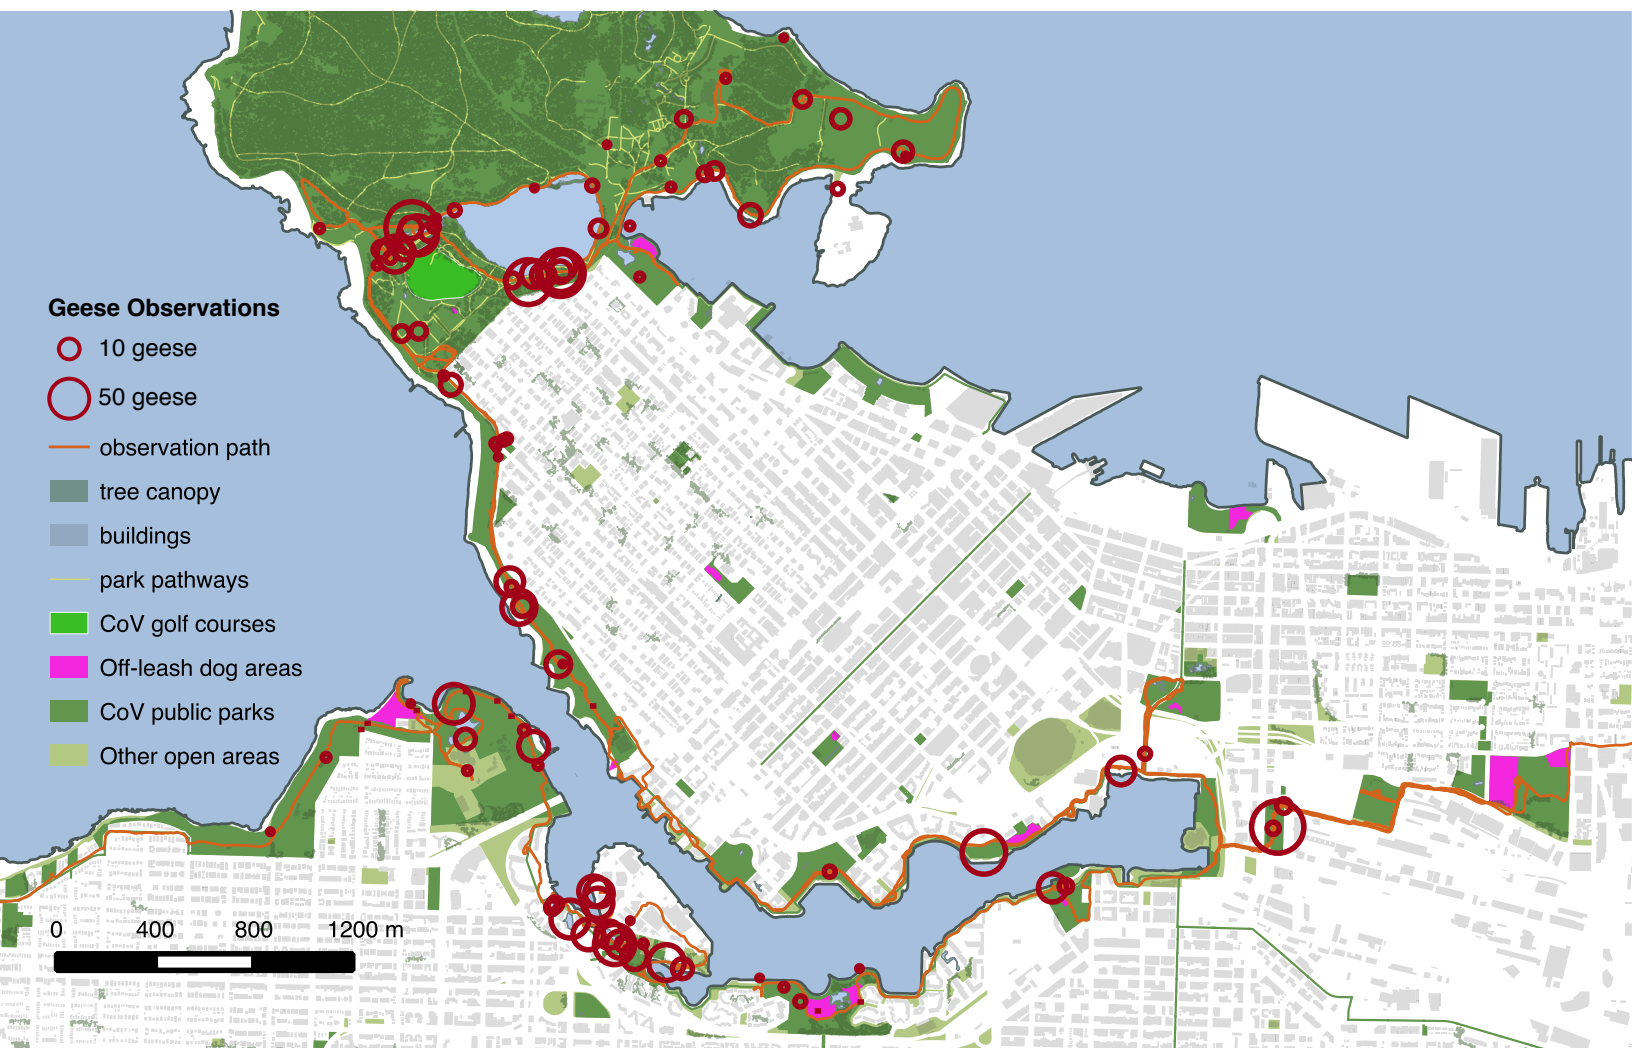 Geese Observations
10 geese
50 geese
observation path
tree canopy
buildings
park pathways
CoV golf courses
Off-leash dog areas
CoV public parks
Other open areas
0 400 800 1200 m